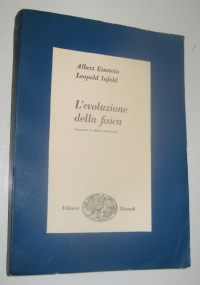 Albert Einstein
Leopold Infeld
L'evoluzione
della fisica
Edizioni Einaudi